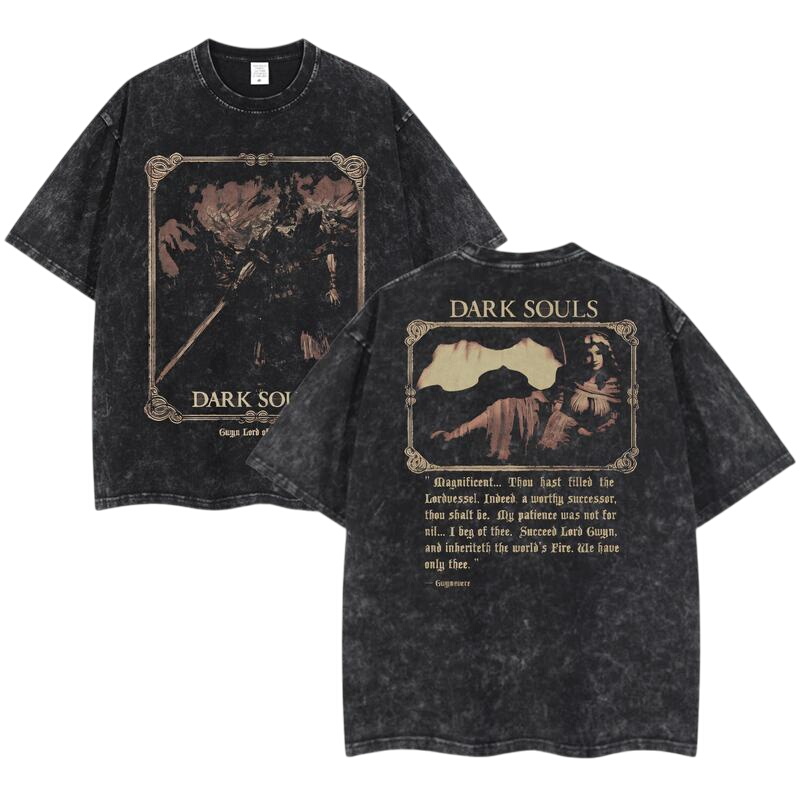 DARK SOU
Gwyn Lord of
DARK SOULS
" Magnificent... Thou hast filled the
Lordvessel. Indeed, a worthy successor,
thou shalt be. My patience was not for
nil... I beg of thee. Succeed Lord Gwyn,
and inheriteth the world's Fire. We have
only thee. "
— Gwynevere